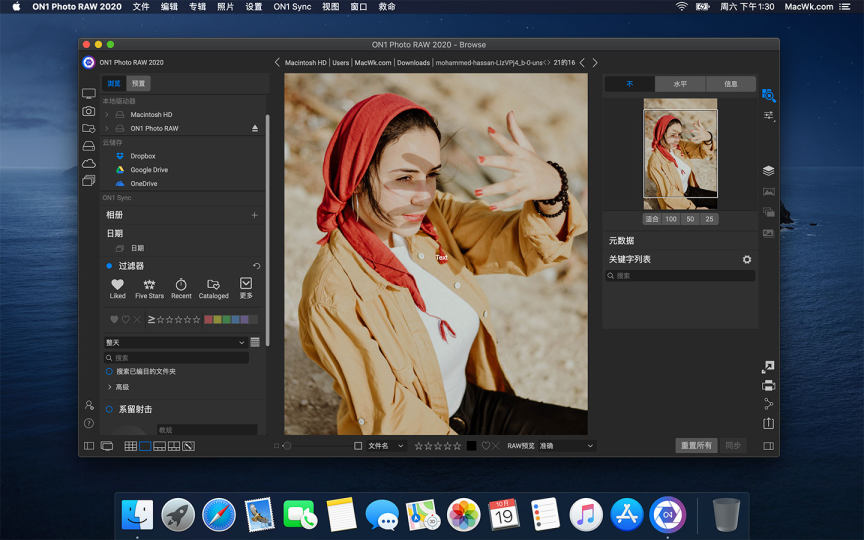 ON1 Photo RAW 2020 文件 编辑 专辑 照片 设置 ON1 Sync 视图 窗口 救命 周六 下午1:30 MacWk.com
ON1 Photo RAW 2020 - Browse
ON1 Photo RAW 2020
Macintosh HD | Users | MacWk.com | Downloads | mohammed-hassan-LIzVPj4_b-0-uns<> 21的16
浏览 预置
不 水平 信息
本地驱动器
Macintosh HD
ON1 Photo RAW
云储存
Dropbox
Google Drive
OneDrive
ON1 Sync
相册
日期
日期
过滤器
Liked Five Stars Recent Cataloged 更多
整天
搜索
搜索已编目的文件夹
高级
系留射击
教规
Text
适合 100 50 25
元数据
关键字列表
搜索
文件名
RAW预览 准确
重置所有 同步
10月
19
3D
ON